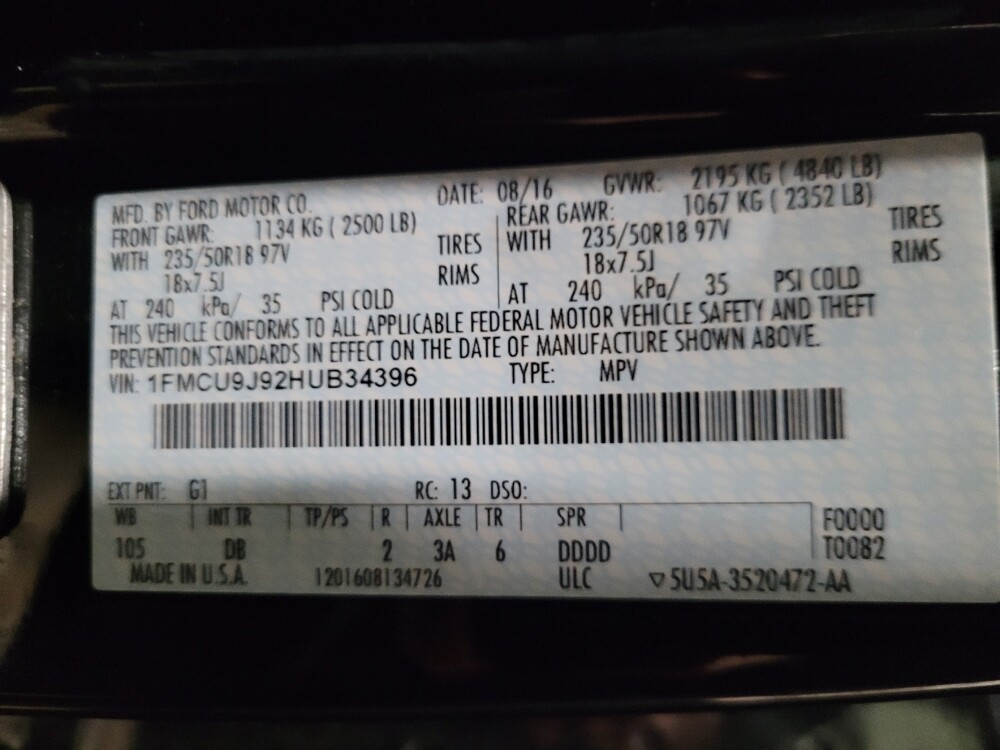 MFD. BY FORD MOTOR CO. DATE: 08/16 GVWR: 2195 KG ( 4840 LB)
FRONT GAWR: 1134 KG ( 2500 LB) REAR GAWR: 1067 KG ( 2352 LB)
WITH 235/50R18 97V TIRES WITH 235/50R18 97V TIRES
18x7.5J RIMS 18x7.5J RIMS
AT 240 kPa/ 35 PSI COLD AT 240 kPa/ 35 PSI COLD
THIS VEHICLE CONFORMS TO ALL APPLICABLE FEDERAL MOTOR VEHICLE SAFETY AND THEFT
PREVENTION STANDARDS IN EFFECT ON THE DATE OF MANUFACTURE SHOWN ABOVE.
VIN: 1FMCU9J92HUB34396 TYPE: MPV
EXT PNT: G1 RC: 13 DSO:
WB INT TR TP/PS R AXLE TR SPR F0000
105 DB 2 3A 6 DDDD T0082
MADE IN U.S.A. 1201608134726 ULC ▽5U5A-3520472-AA